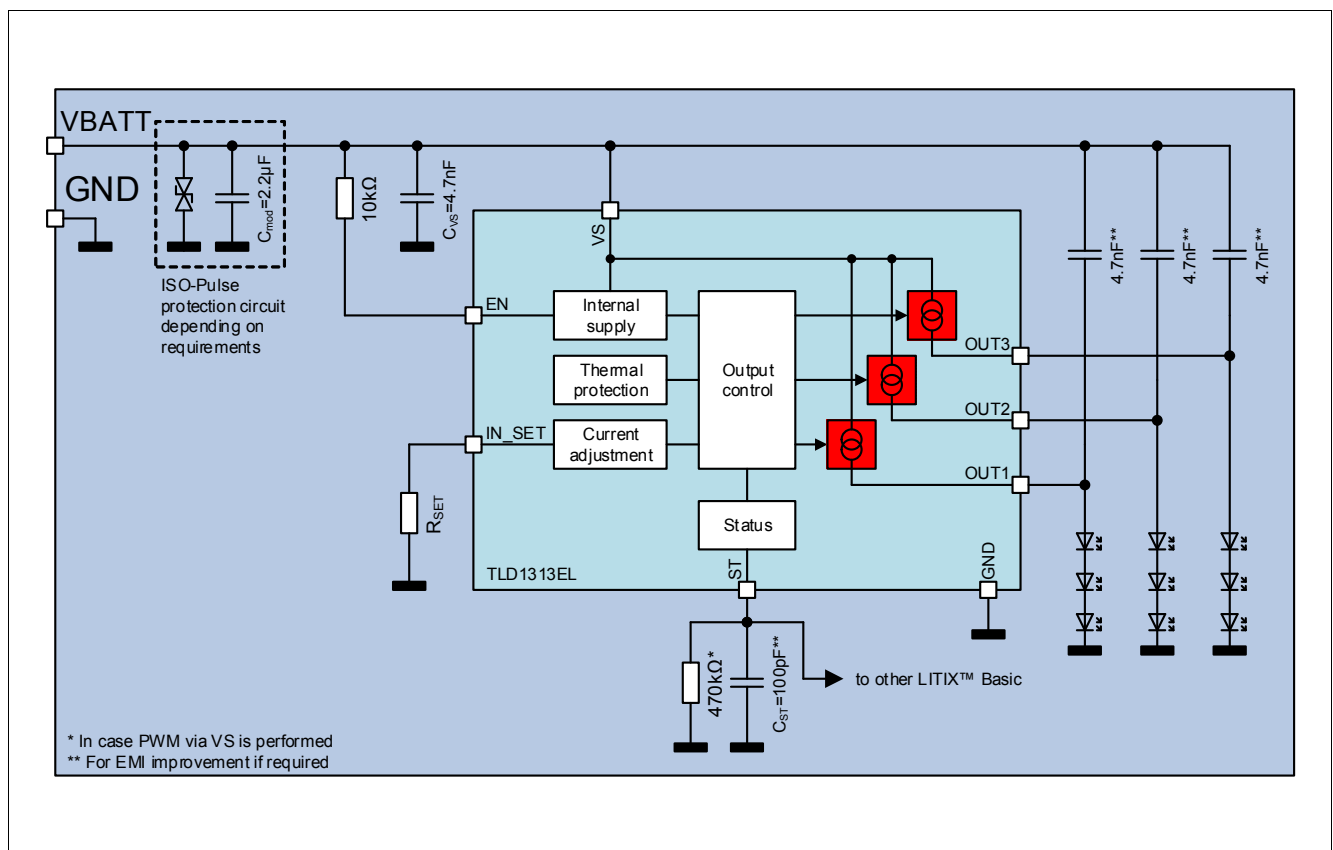 VBATT
GND
Cmod=2.2µF
ISO-Pulse
protection circuit
depending on
requirements
10kΩ
CVS=4.7nF
VS
4.7nF**
4.7nF**
4.7nF**
EN
Internal
supply
Thermal
protection
Output
control
OUT3
OUT2
IN_SET
Current
adjustment
OUT1
RSET
Status
ST
GND
TLD1313EL
470kΩ*
CST=100pF**
to other LITIX™ Basic
* In case PWM via VS is performed
** For EMI improvement if required